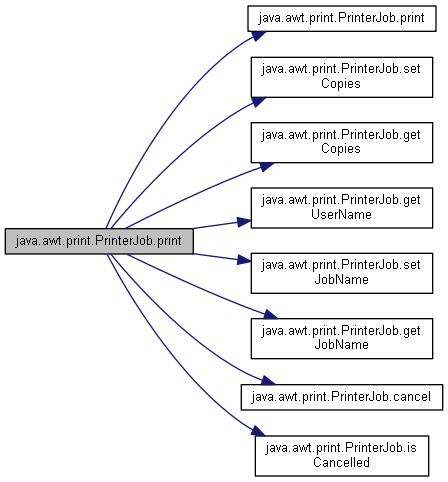 java.awt.print.PrinterJob.print
java.awt.print.PrinterJob.print
java.awt.print.PrinterJob.set
Copies
java.awt.print.PrinterJob.get
Copies
java.awt.print.PrinterJob.get
UserName
java.awt.print.PrinterJob.set
JobName
java.awt.print.PrinterJob.get
JobName
java.awt.print.PrinterJob.cancel
java.awt.print.PrinterJob.is
Cancelled